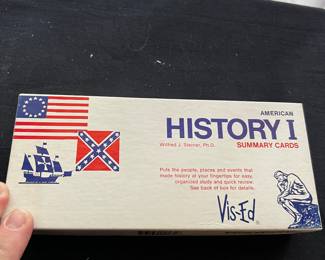 AMERICAN
HISTORY I
Wilfred J. Steiner, Ph.D.
SUMMARY CARDS
Puts the people, places and events that
made history at your fingertips for easy,
organized study and quick review.
See back of box for details.
Vis-Ed